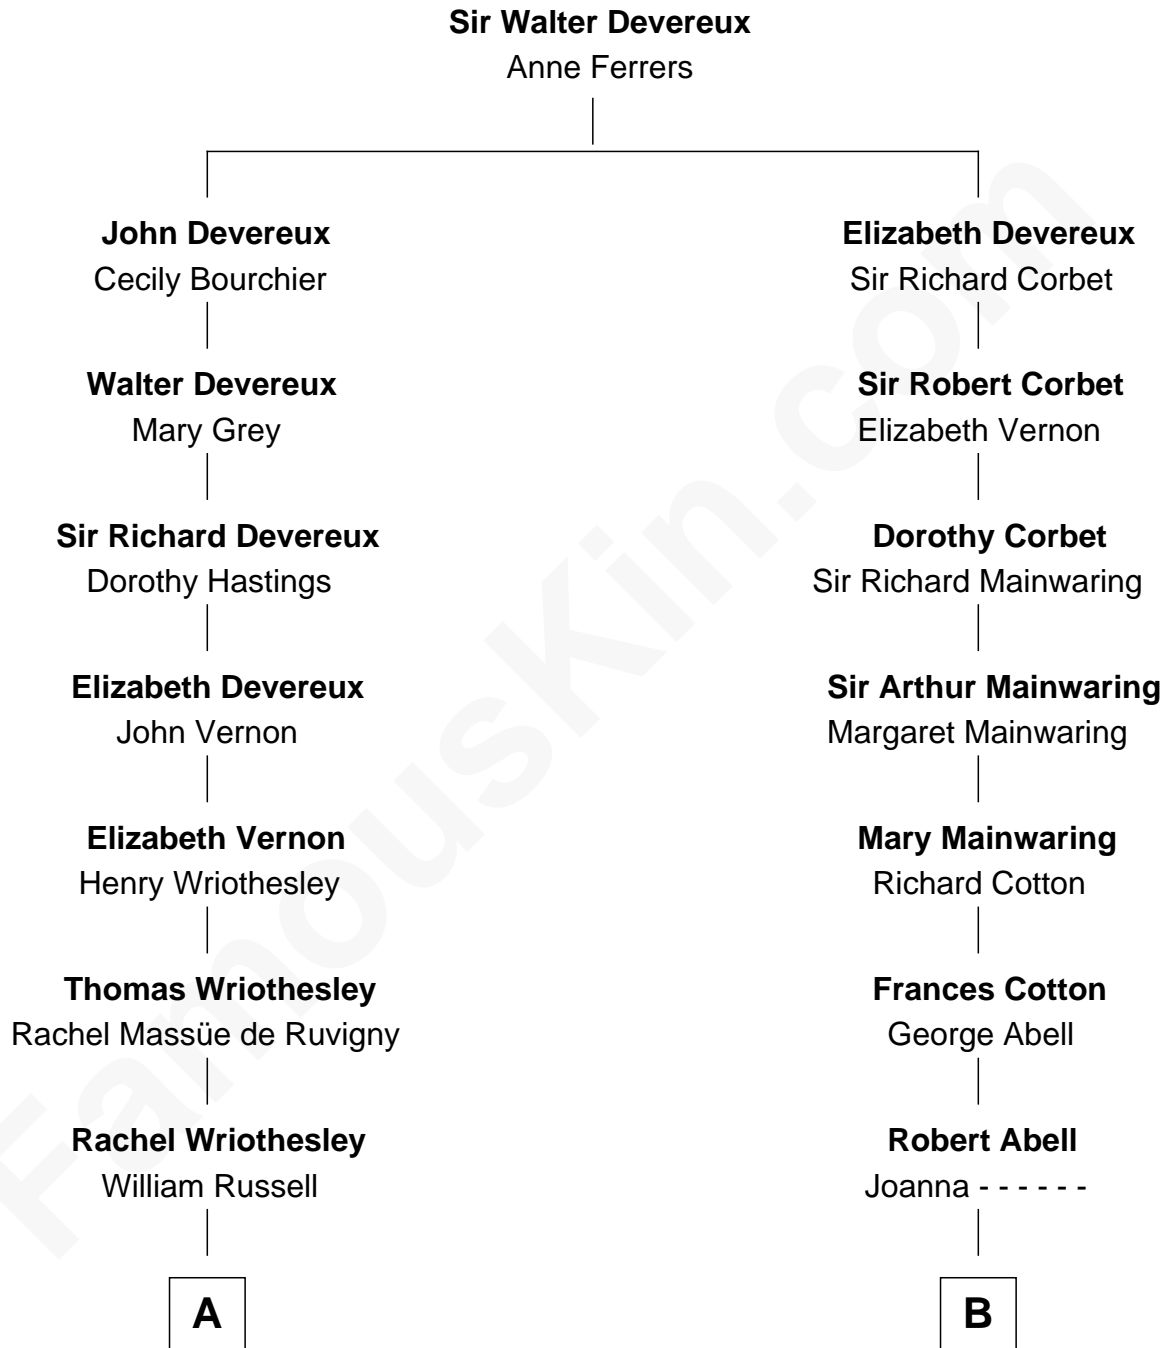 Sir Walter Devereux
Anne Ferrers
John Devereux
Cecily Bourchier
Walter Devereux
Mary Grey
Sir Richard Devereux
Dorothy Hastings
Elizabeth Devereux
John Vernon
Elizabeth Vernon
Henry Wriothesley
Thomas Wriothesley
Rachel Massüe de Ruvigny
Rachel Wriothesley
William Russell
A
Elizabeth Devereux
Sir Richard Corbet
Sir Robert Corbet
Elizabeth Vernon
Dorothy Corbet
Sir Richard Mainwaring
Sir Arthur Mainwaring
Margaret Mainwaring
Mary Mainwaring
Richard Cotton
Frances Cotton
George Abell
Robert Abell
Joanna - - - - - -
B
FamousKin.com